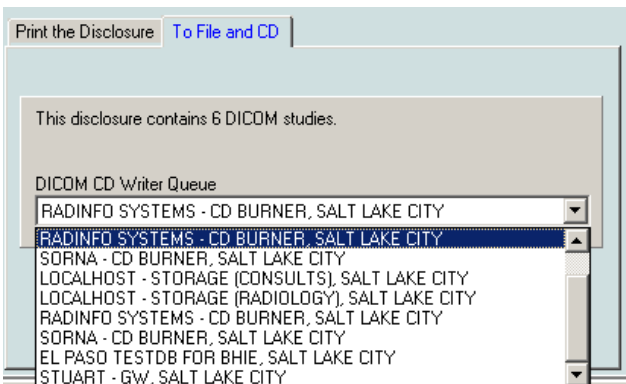 Print the Disclosure To File and CD
This disclosure contains 6 DICOM studies.
DICOM CD Writer Queue
RADINFO SYSTEMS - CD BURNER, SALT LAKE CITY
RADINFO SYSTEMS - CD BURNER, SALT LAKE CITY
SORNA - CD BURNER, SALT LAKE CITY
LOCALHOST - STORAGE (CONSULTS), SALT LAKE CITY
LOCALHOST - STORAGE (RADIOLOGY), SALT LAKE CITY
RADINFO SYSTEMS - CD BURNER, SALT LAKE CITY
SORNA - CD BURNER, SALT LAKE CITY
EL PASO TESTDB FOR BHIE, SALT LAKE CITY
STUART - GW, SALT LAKE CITY